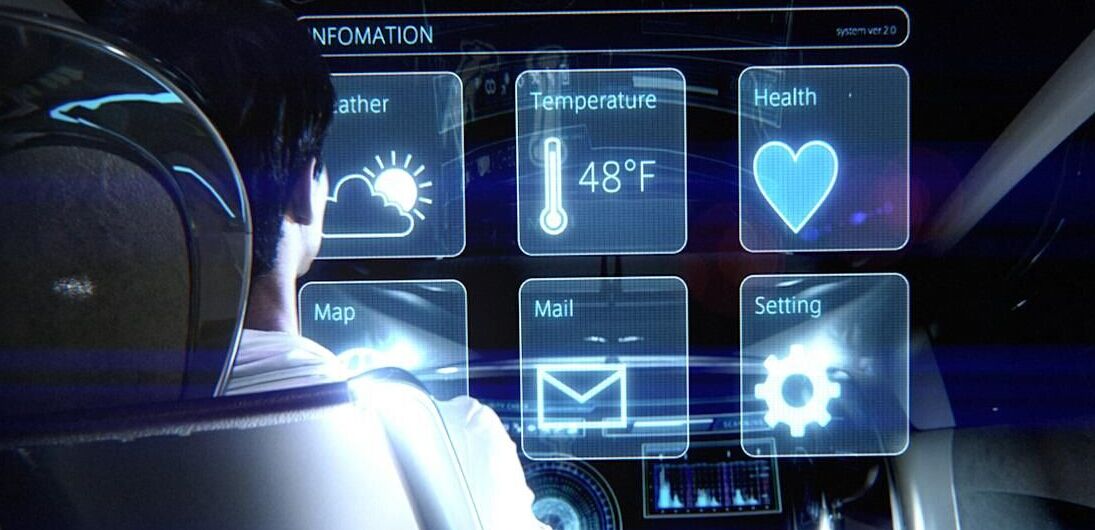 INFOMATION
system ver 2.0
eather
Temperature
Health
48°F
Map
Mail
Setting